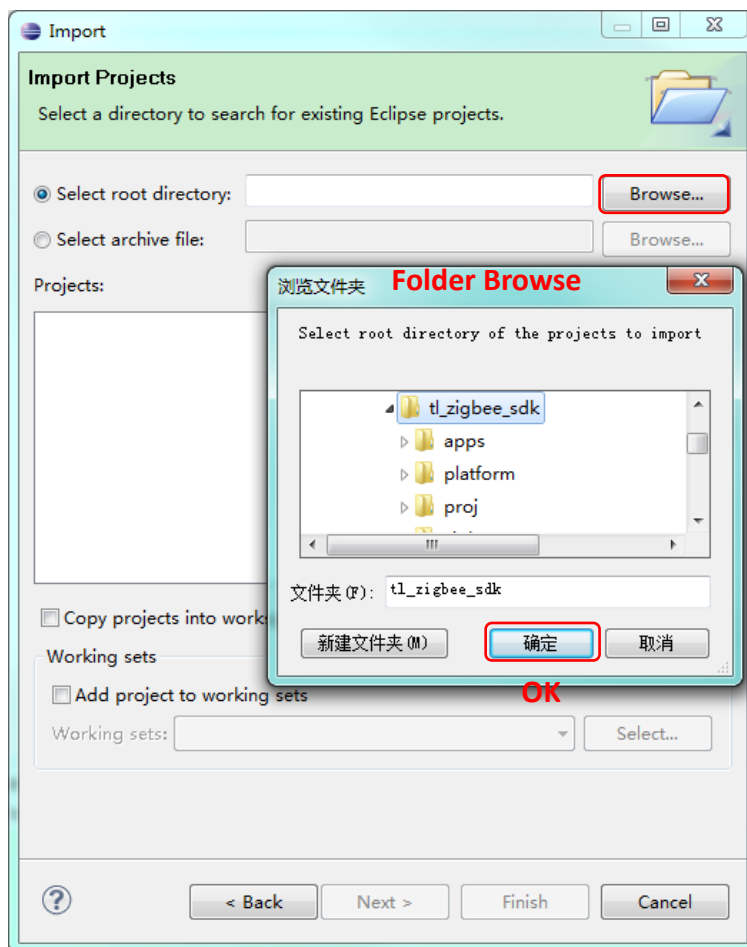 Import
Import Projects
Select a directory to search for existing Eclipse projects.
Select root directory:
Browse...
Select archive file:
Browse...
Projects:
浏览文件夹
Folder Browse
Select root directory of the projects to import
tl_zigbee_sdk
apps
platform
proj
文件夹(F):
tl_zigbee_sdk
新建文件夹(M)
确定
取消
OK
Copy projects into work
Working sets
Add project to working sets
Working sets:
Select...
?
< Back
Next >
Finish
Cancel